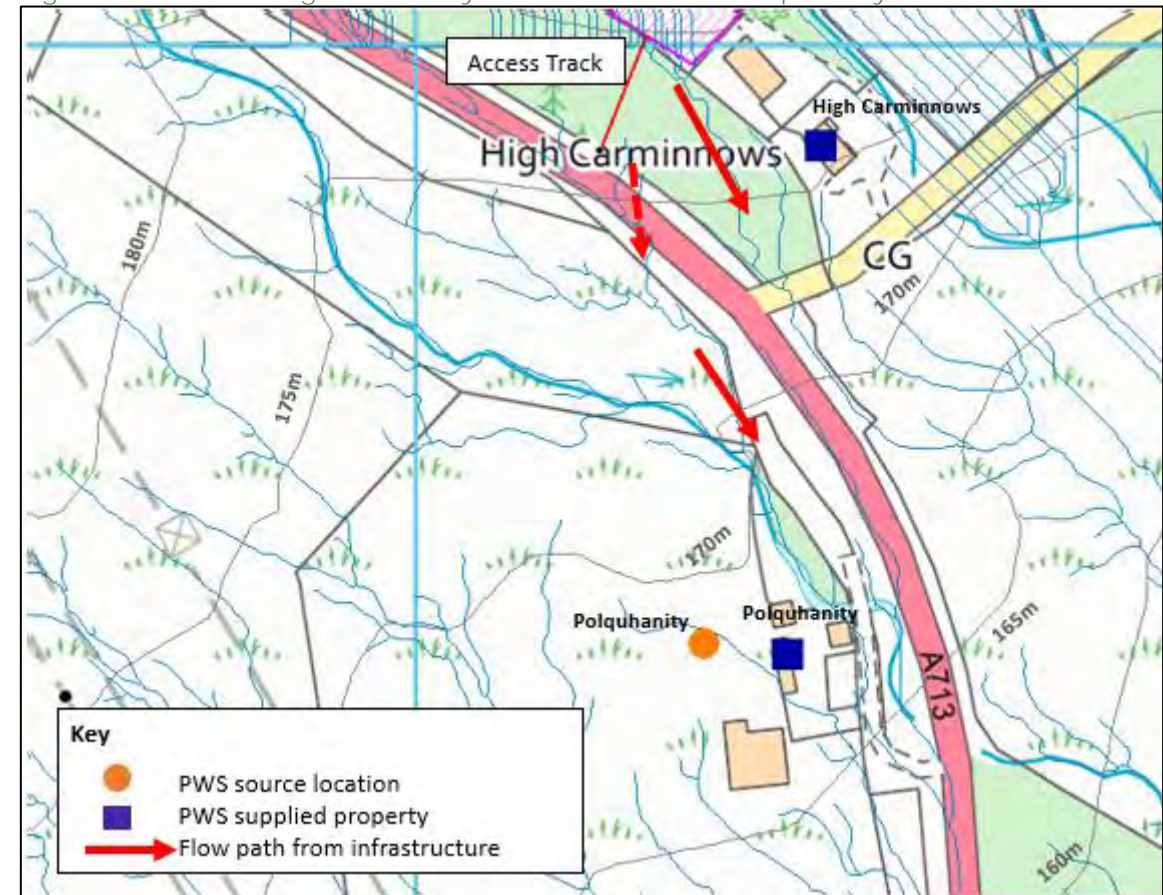 Access Track
High Carminnows
High Carminnows
180m
CG
170m
175m
170m
Polquhanity
Polquhanity
165m
A713
160m
Key
PWS source location
PWS supplied property
Flow path from infrastructure